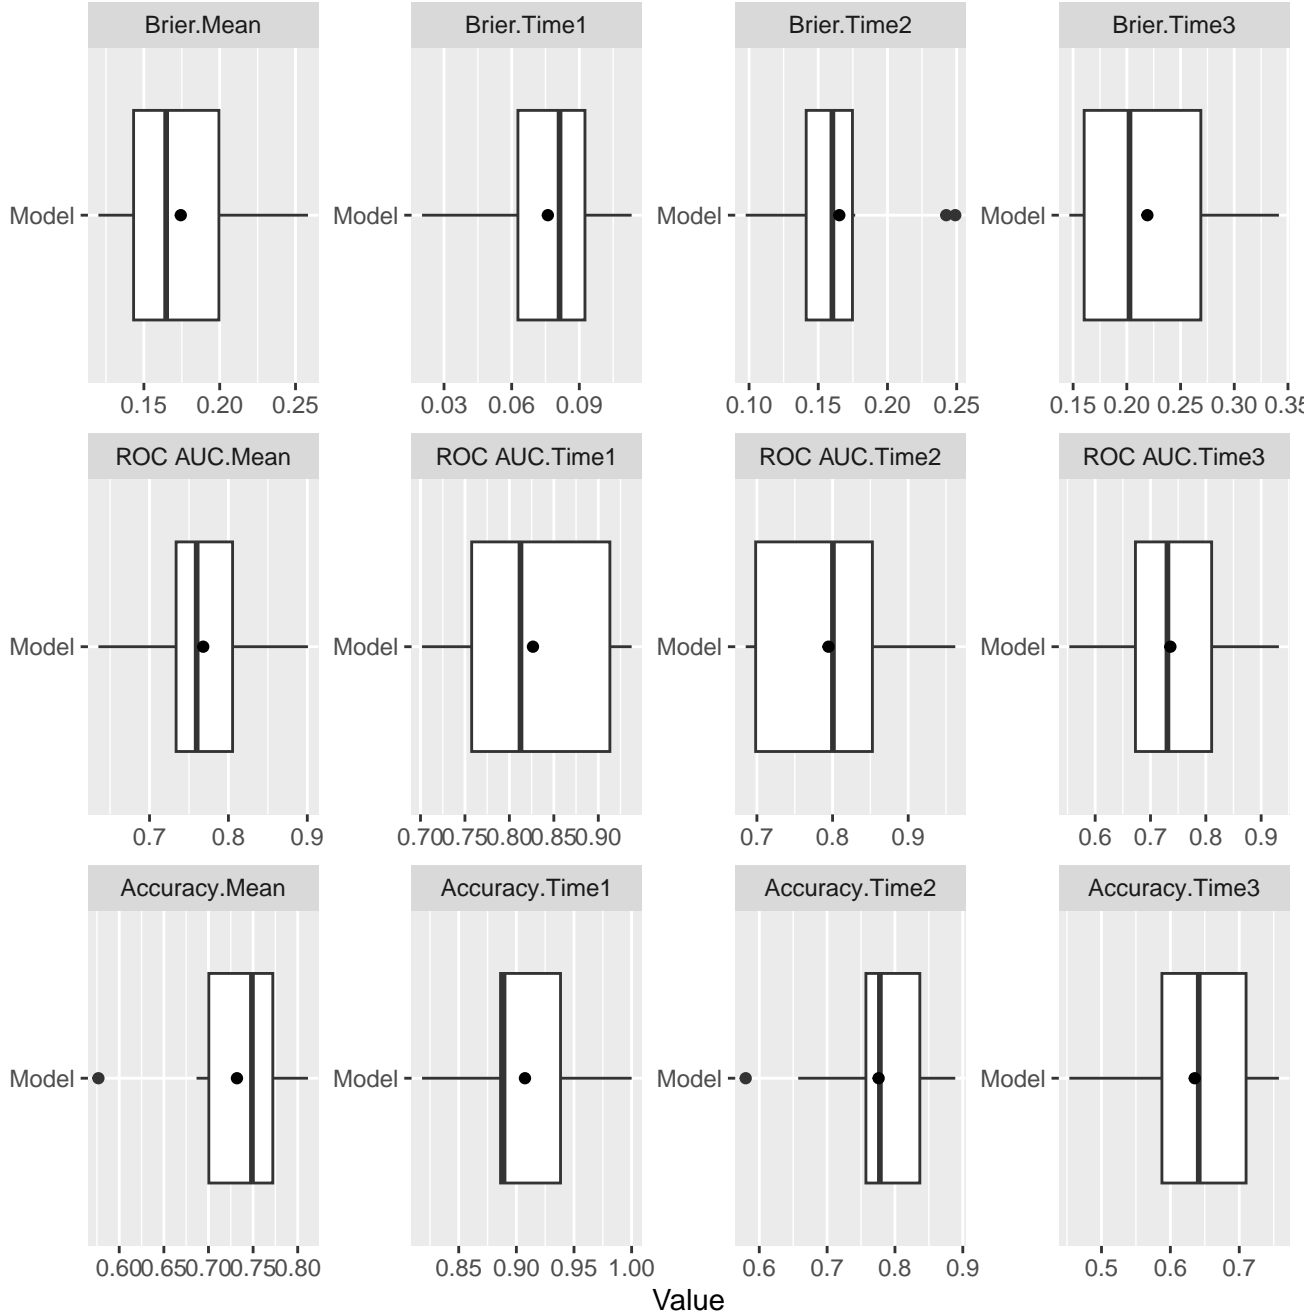 Brier.Mean Brier.Time1 Brier.Time2 Brier.Time3
Model Model Model Model
0.15 0.20 0.25 0.03 0.06 0.09 0.10 0.15 0.20 0.25 0.15 0.20 0.25 0.30 0.35
ROC AUC.Mean ROC AUC.Time1 ROC AUC.Time2 ROC AUC.Time3
Model Model Model Model
0.7 0.8 0.9 0.70 0.75 0.80 0.85 0.90 0.7 0.8 0.9 0.6 0.7 0.8 0.9
Accuracy.Mean Accuracy.Time1 Accuracy.Time2 Accuracy.Time3
Model Model Model Model
0.60 0.65 0.70 0.75 0.80 0.85 0.90 0.95 1.00 0.6 0.7 0.8 0.9 0.5 0.6 0.7
Value